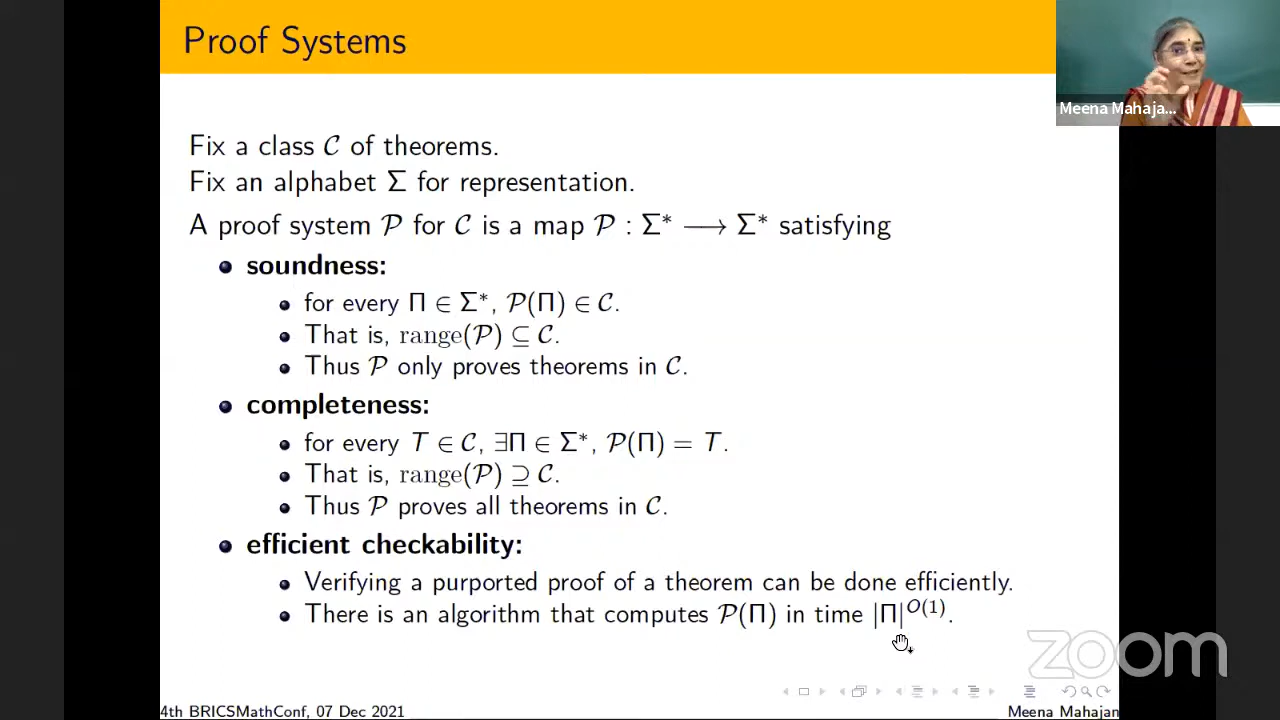 Proof Systems
Meena Mahaja...
Fix a class 𝒞 of theorems.
Fix an alphabet Σ for representation.
A proof system 𝒫 for 𝒞 is a map 𝒫 : Σ* ⟶ Σ* satisfying
soundness:
for every Π ∈ Σ*, 𝒫(Π) ∈ 𝒞.
That is, range(𝒫) ⊆ 𝒞.
Thus 𝒫 only proves theorems in 𝒞.
completeness:
for every T ∈ 𝒞, ∃Π ∈ Σ*, 𝒫(Π) = T.
That is, range(𝒫) ⊇ 𝒞.
Thus 𝒫 proves all theorems in 𝒞.
efficient checkability:
Verifying a purported proof of a theorem can be done efficiently.
There is an algorithm that computes 𝒫(Π) in time |Π|^O(1).
zoom
4th BRICSMathConf, 07 Dec 2021
Meena Mahajan